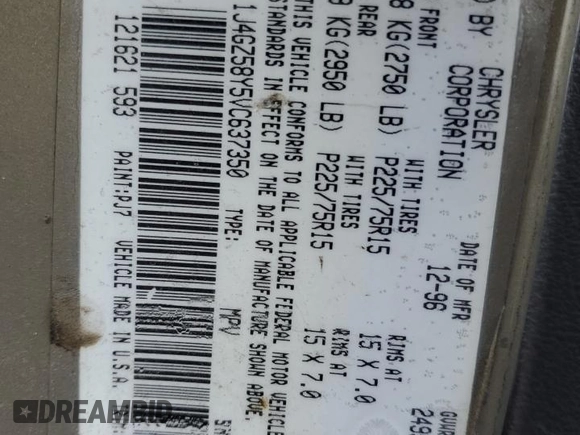 ) BY CHRYSLER CORPORATION
DATE OF MFR 12-96
FRONT WITH TIRES RIMS AT
8 KG(2750 LB) P225/75R15 15 X 7.0
REAR WITH TIRES RIMS AT
KG(2950 LB) P225/75R15 15 X 7.0
THIS VEHICLE CONFORMS TO ALL APPLICABLE FEDERAL MOTOR VEHICLE
STANDARDS IN EFFECT ON THE DATE OF MANUFACTURE SHOWN ABOVE.
1J4GZ58Y5VC637350 TYPE: MPV
121621 593 PAINT:PJ7 VEHICLE MADE IN U.S.A.
DREAMBID